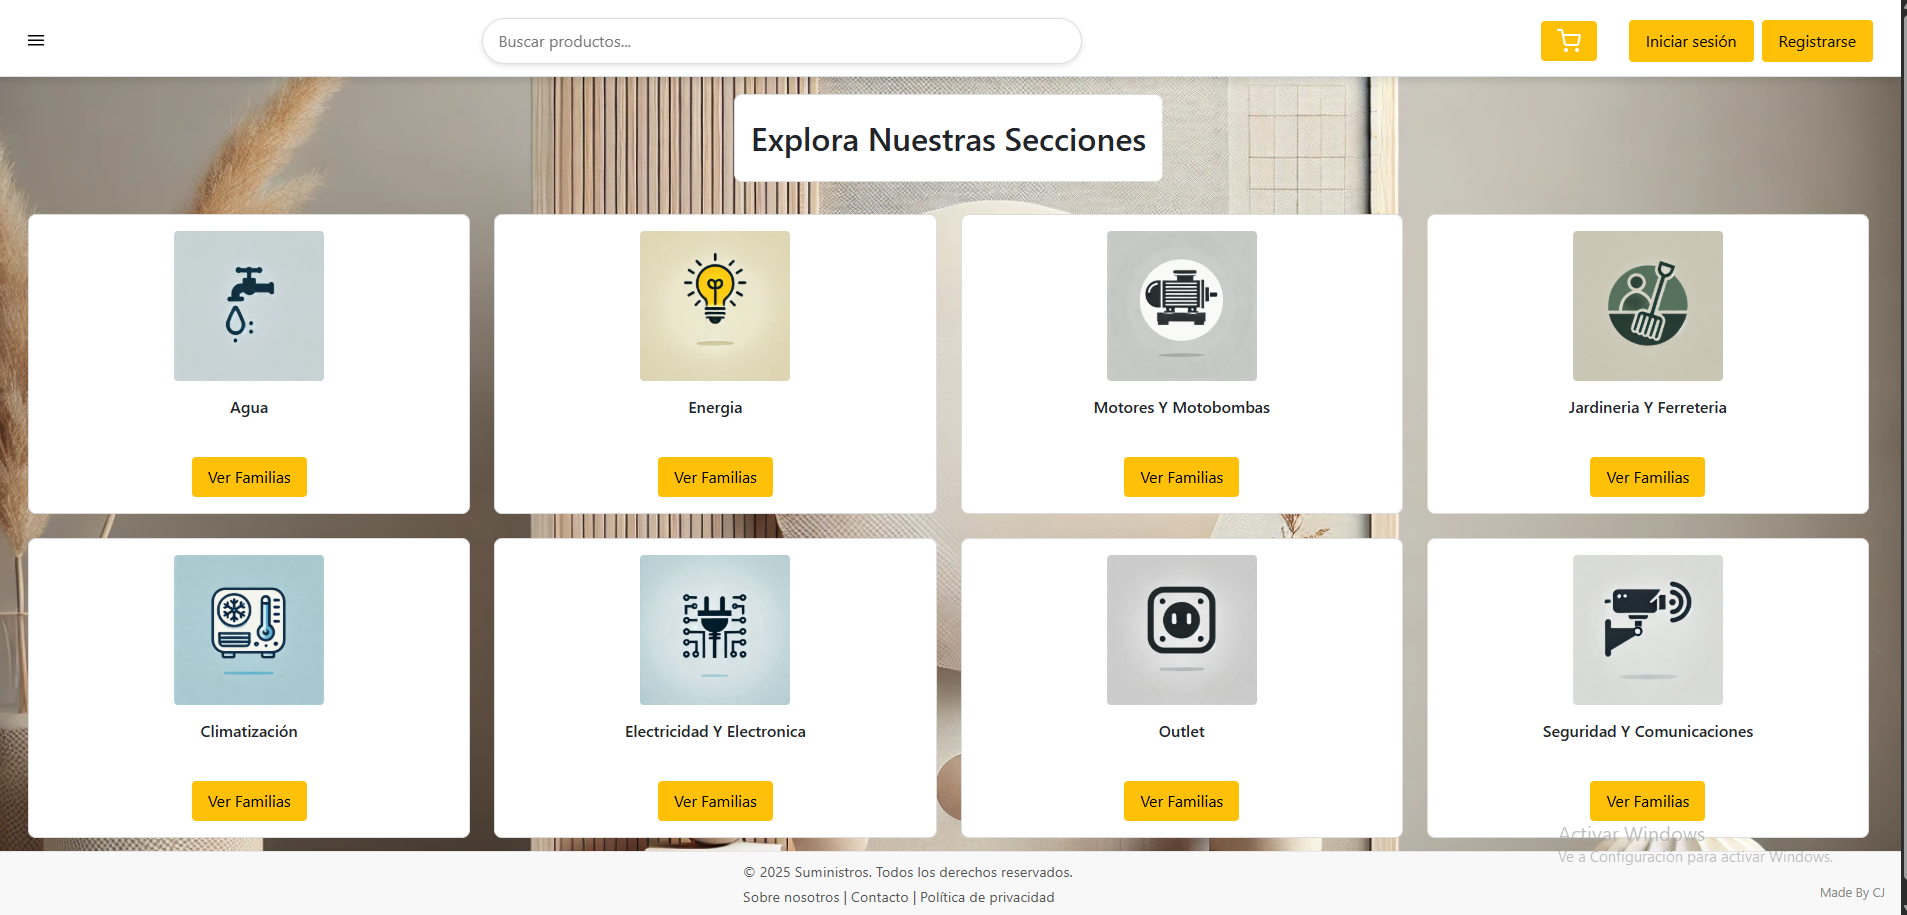 Buscar productos...
Iniciar sesión
Registrarse
Explora Nuestras Secciones
Agua
Energia
Motores Y Motobombas
Jardineria Y Ferreteria
Ver Familias
Ver Familias
Ver Familias
Ver Familias
Climatización
Electricidad Y Electronica
Outlet
Seguridad Y Comunicaciones
Ver Familias
Ver Familias
Ver Familias
Ver Familias
Activar Windows
Ve a Configuración para activar Windows.
© 2025 Suministros. Todos los derechos reservados.
Sobre nosotros | Contacto | Política de privacidad
Made By CJ